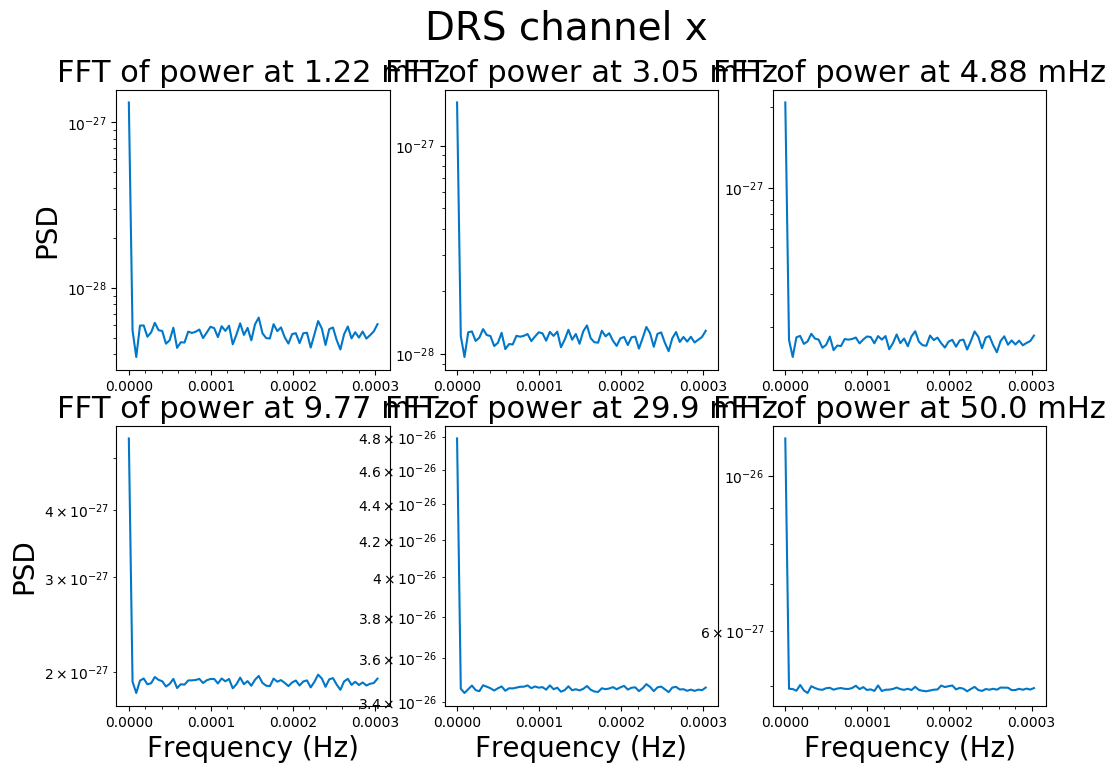 DRS channel x
FFT of power at 1.22 mHz
FFT of power at 3.05 mHz
FFT of power at 4.88 mHz
10⁻²⁷
10⁻²⁸
PSD
0.0000 0.0001 0.0002 0.0003
10⁻²⁷
10⁻²⁸
0.0000 0.0001 0.0002 0.0003
10⁻²⁷
0.0000 0.0001 0.0002 0.0003
FFT of power at 9.77 mHz
FFT of power at 29.9 mHz
FFT of power at 50.0 mHz
4 × 10⁻²⁷
3 × 10⁻²⁷
2 × 10⁻²⁷
PSD
0.0000 0.0001 0.0002 0.0003
Frequency (Hz)
4.8 × 10⁻²⁶
4.6 × 10⁻²⁶
4.4 × 10⁻²⁶
4.2 × 10⁻²⁶
4 × 10⁻²⁶
3.8 × 10⁻²⁶
3.6 × 10⁻²⁶
3.4 × 10⁻²⁶
0.0000 0.0001 0.0002 0.0003
Frequency (Hz)
10⁻²⁶
6 × 10⁻²⁷
0.0000 0.0001 0.0002 0.0003
Frequency (Hz)